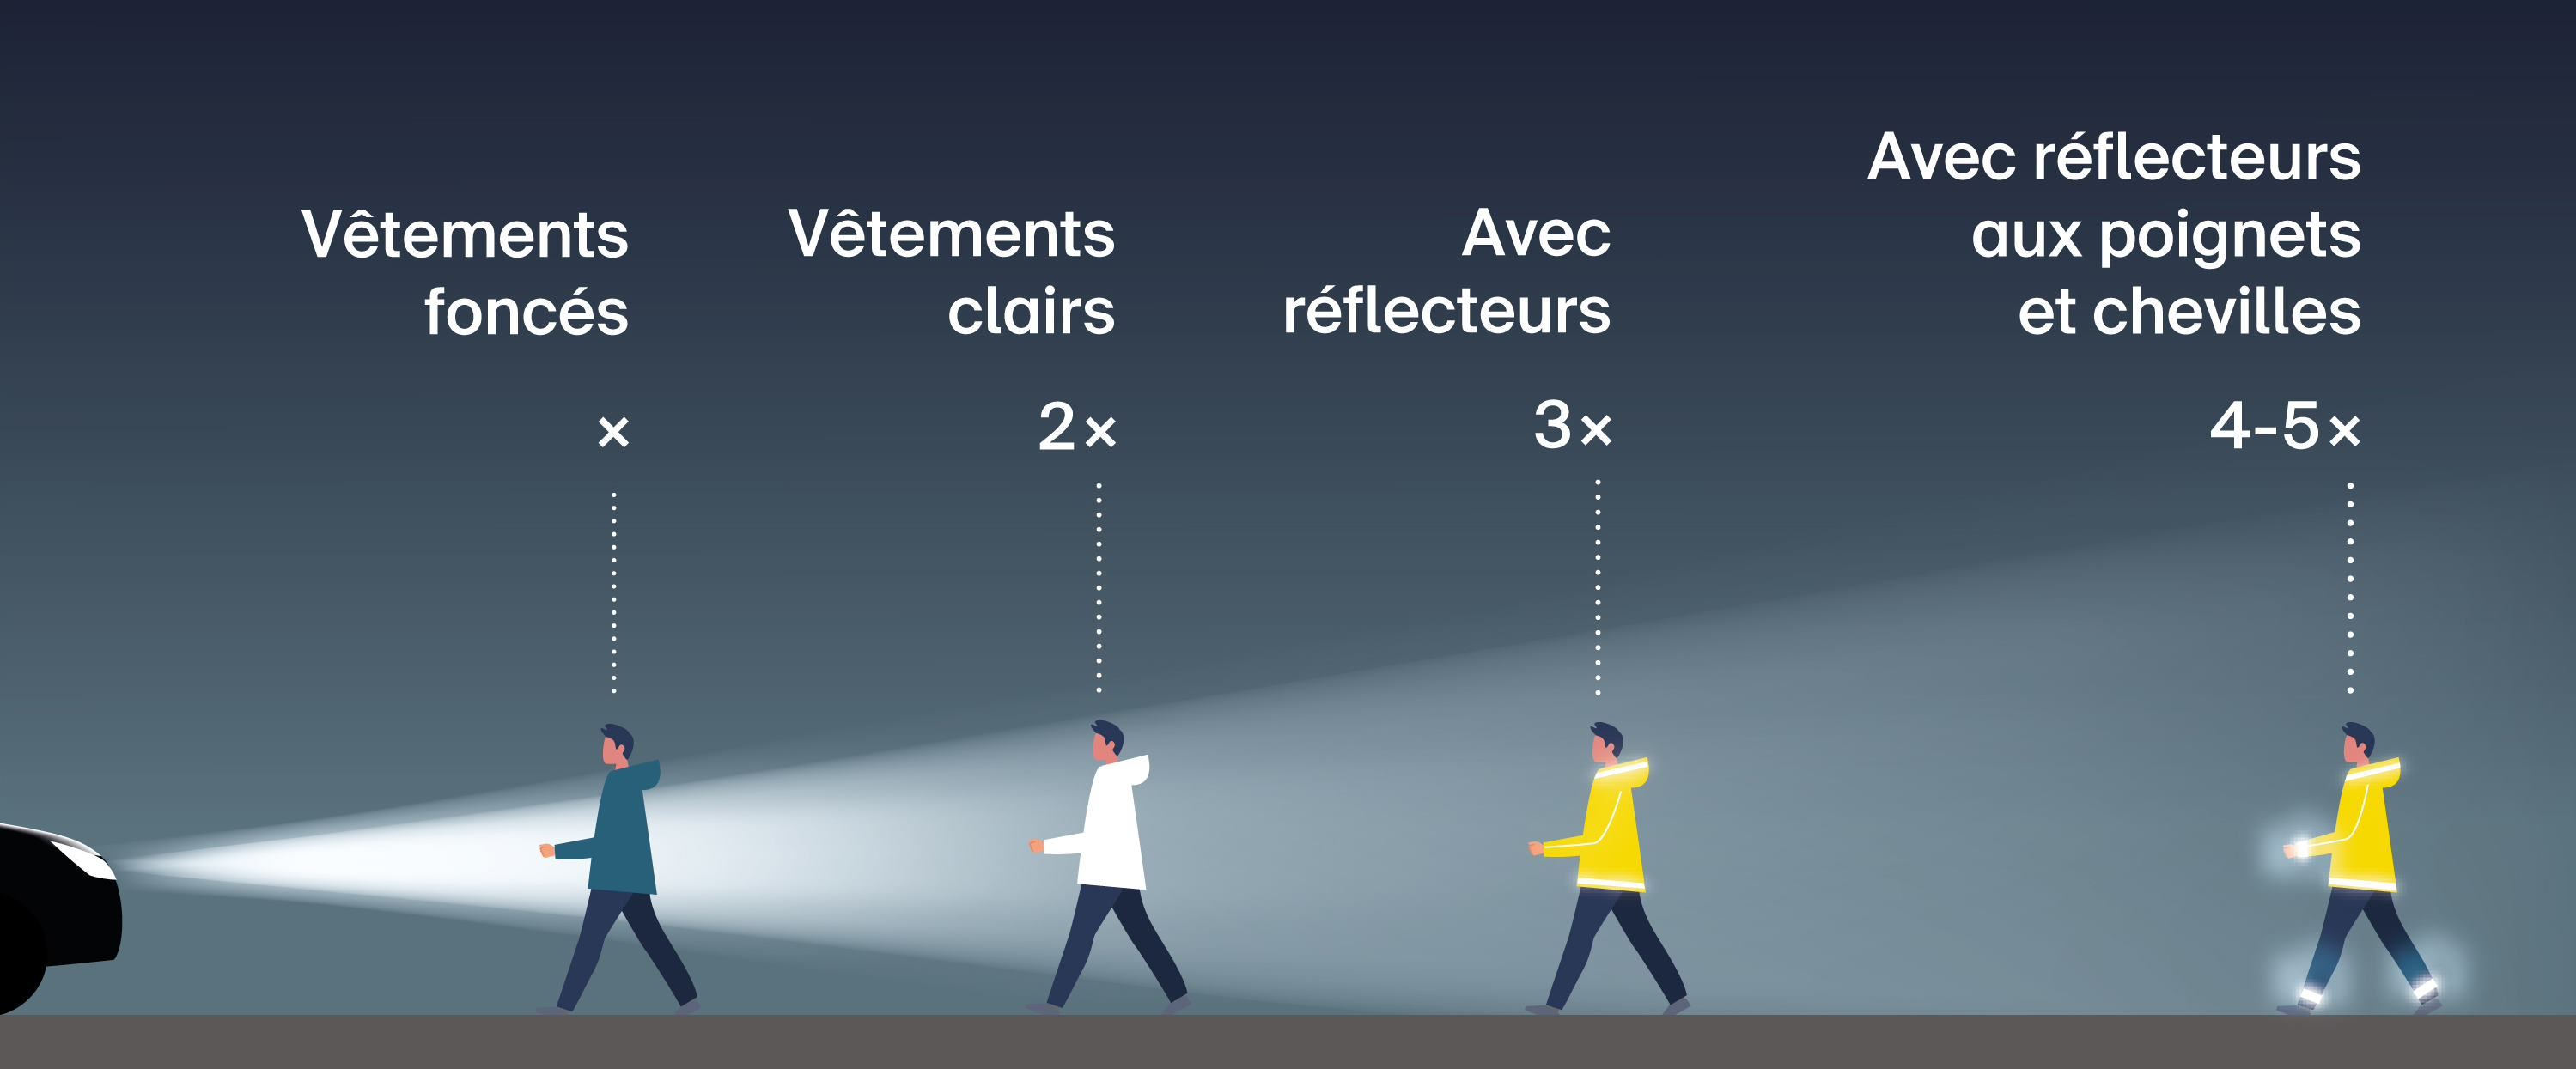 Vêtements
foncés
×
Vêtements
clairs
2×
Avec
réflecteurs
3×
Avec réflecteurs
aux poignets
et chevilles
4-5×